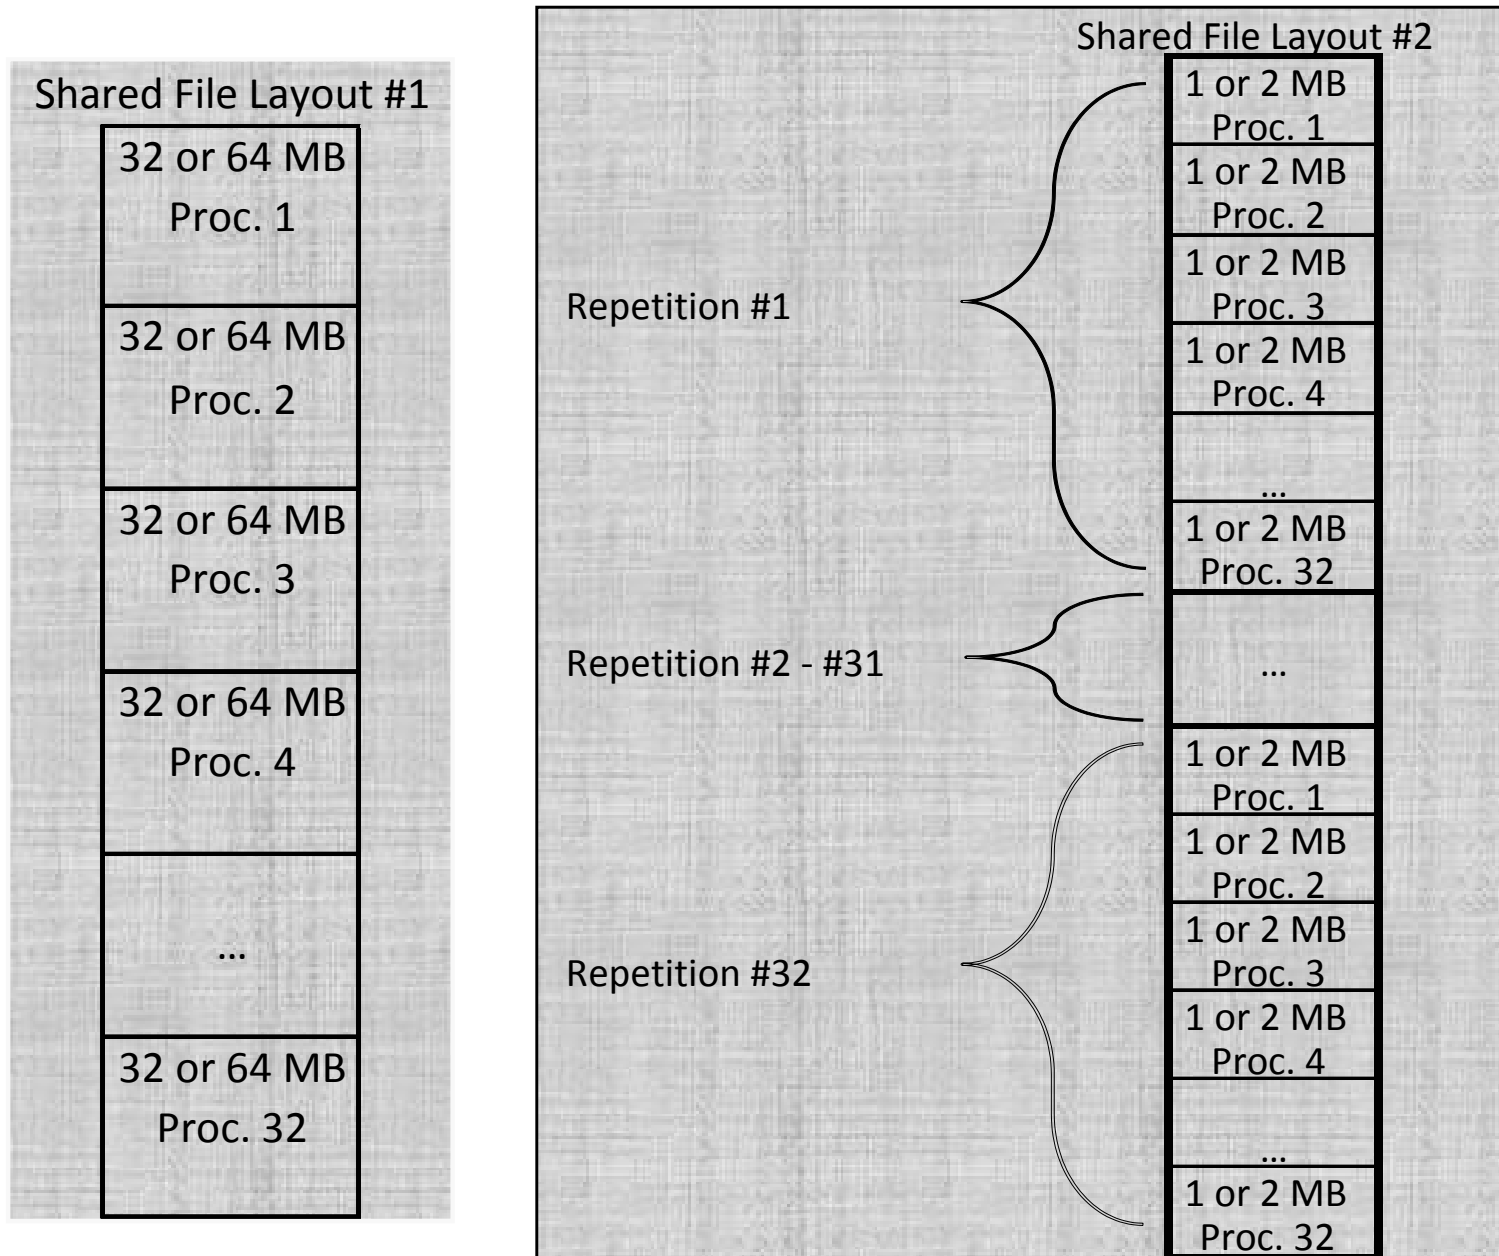 Shared File Layout #1
32 or 64 MB
Proc. 1
32 or 64 MB
Proc. 2
32 or 64 MB
Proc. 3
32 or 64 MB
Proc. 4
...
32 or 64 MB
Proc. 32
Shared File Layout #2
Repetition #1
1 or 2 MB
Proc. 1
1 or 2 MB
Proc. 2
1 or 2 MB
Proc. 3
1 or 2 MB
Proc. 4
...
1 or 2 MB
Proc. 32
Repetition #2 - #31
...
Repetition #32
1 or 2 MB
Proc. 1
1 or 2 MB
Proc. 2
1 or 2 MB
Proc. 3
1 or 2 MB
Proc. 4
...
1 or 2 MB
Proc. 32